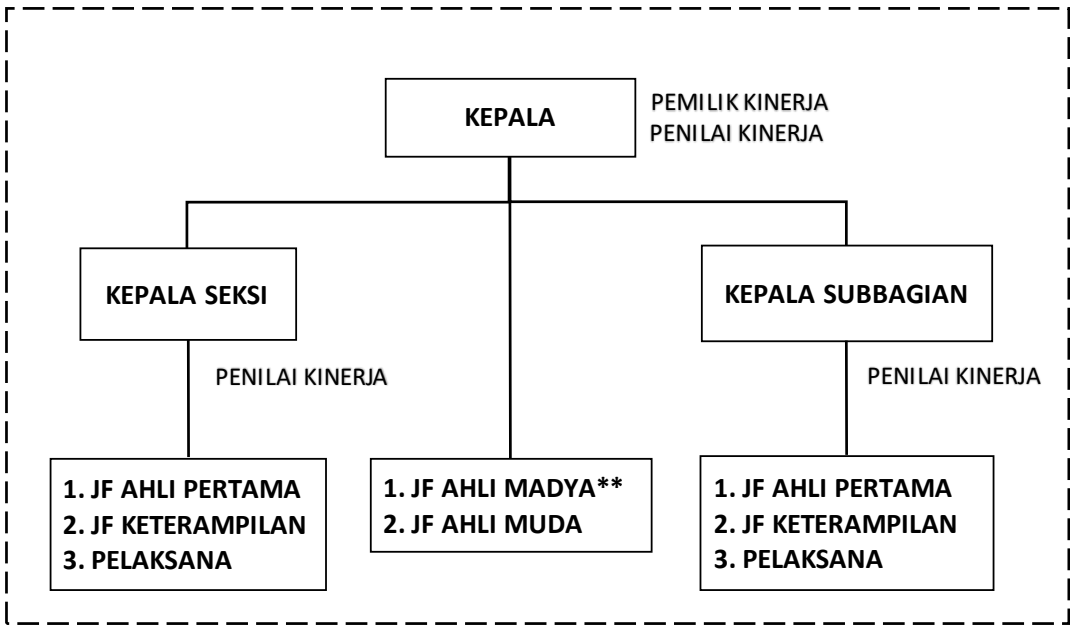 KEPALA
PEMILIK KINERJA
PENILAI KINERJA
KEPALA SEKSI
KEPALA SUBBAGIAN
PENILAI KINERJA
PENILAI KINERJA
1. JF AHLI PERTAMA
2. JF KETERAMPILAN
3. PELAKSANA
1. JF AHLI MADYA**
2. JF AHLI MUDA
1. JF AHLI PERTAMA
2. JF KETERAMPILAN
3. PELAKSANA